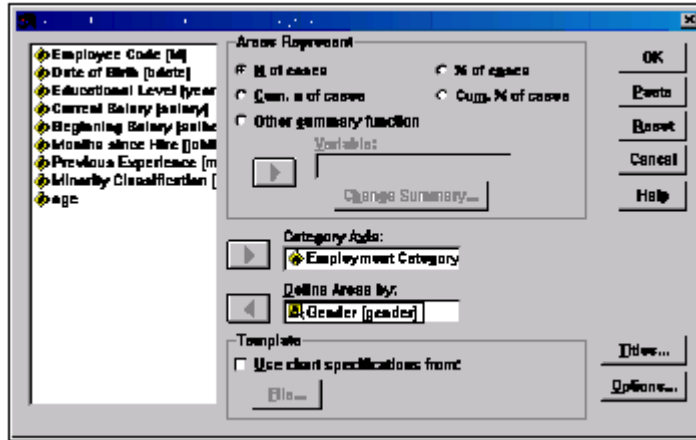 Employee Code [id]
Date of Birth [bdate]
Educational Level [year
Current Salary [salary]
Beginning Salary [salbe
Months since Hire [jobti
Previous Experience [m
Minority Classification [
age
Areas Represent
N of cases
% of cases
Cum. n of cases
Cum. % of cases
Other summary function
Variable:
Change Summary...
Category Axis:
Employment Category
Define Areas by:
Gender [gender]
Template
Use chart specifications from:
File...
OK
Paste
Reset
Cancel
Help
Titles...
Options...